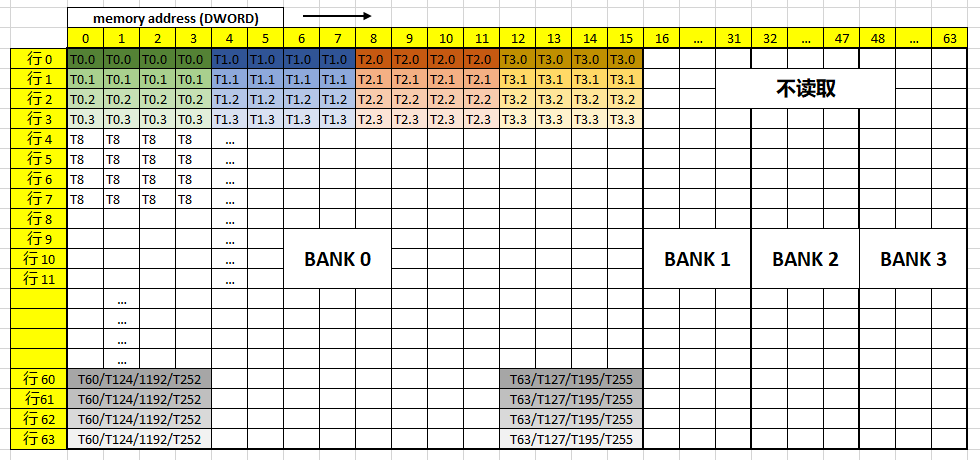 memory address (DWORD)
0 1 2 3 4 5 6 7 8 9 10 11 12 13 14 15 16 ... 31 32 ... 47 48 ... 63
行 0 T0.0 T0.0 T0.0 T0.0 T1.0 T1.0 T1.0 T1.0 T2.0 T2.0 T2.0 T2.0 T3.0 T3.0 T3.0 T3.0
行 1 T0.1 T0.1 T0.1 T0.1 T1.1 T1.1 T1.1 T1.1 T2.1 T2.1 T2.1 T2.1 T3.1 T3.1 T3.1 T3.1
不读取
行 2 T0.2 T0.2 T0.2 T0.2 T1.2 T1.2 T1.2 T1.2 T2.2 T2.2 T2.2 T2.2 T3.2 T3.2 T3.2 T3.2
行 3 T0.3 T0.3 T0.3 T0.3 T1.3 T1.3 T1.3 T1.3 T2.3 T2.3 T2.3 T2.3 T3.3 T3.3 T3.3 T3.3
行 4 T8 T8 T8 T8 ...
行 5 T8 T8 T8 T8 ...
行 6 T8 T8 T8 T8 ...
行 7 T8 T8 T8 T8 ...
行 8 ...
行 9 ...
行 10 ... BANK 0 BANK 1 BANK 2 BANK 3
行 11 ...
...
...
...
...
行 60 T60/T124/1192/T252 T63/T127/T195/T255
行61 T60/T124/1192/T252 T63/T127/T195/T255
行 62 T60/T124/1192/T252 T63/T127/T195/T255
行 63 T60/T124/1192/T252 T63/T127/T195/T255